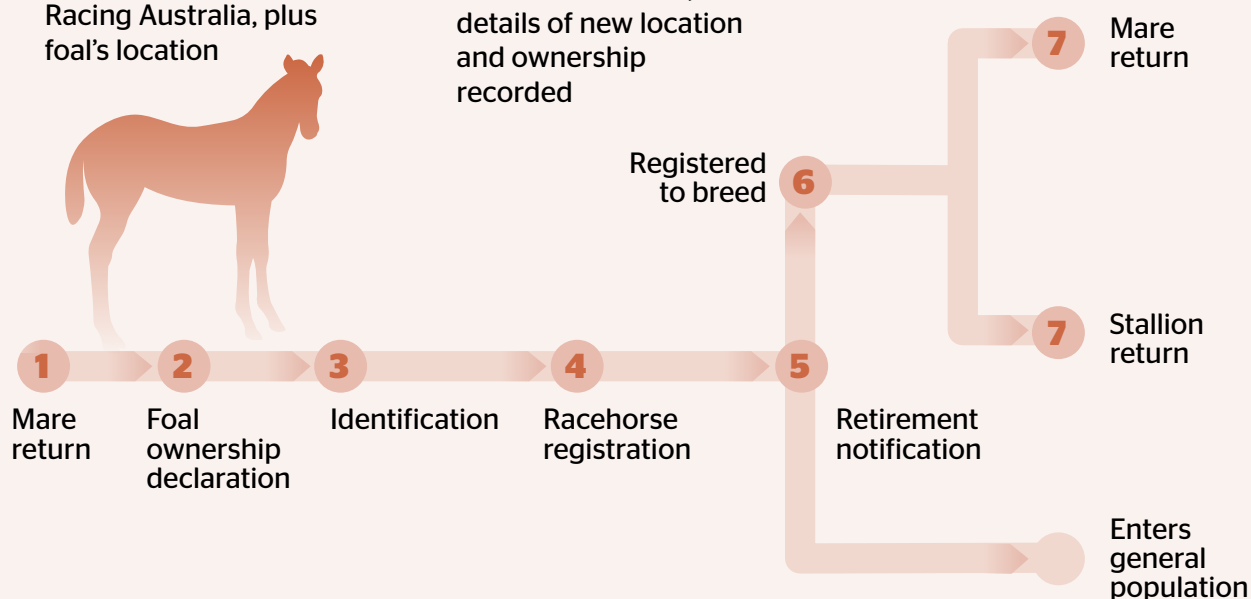 Racing Australia, plus
foal's location
details of new location
and ownership
recorded
7
Mare
return
Registered
to breed
6
7
Stallion
return
1
2
3
4
5
Mare
return
Foal
ownership
declaration
Identification
Racehorse
registration
Retirement
notification
Enters
general
population